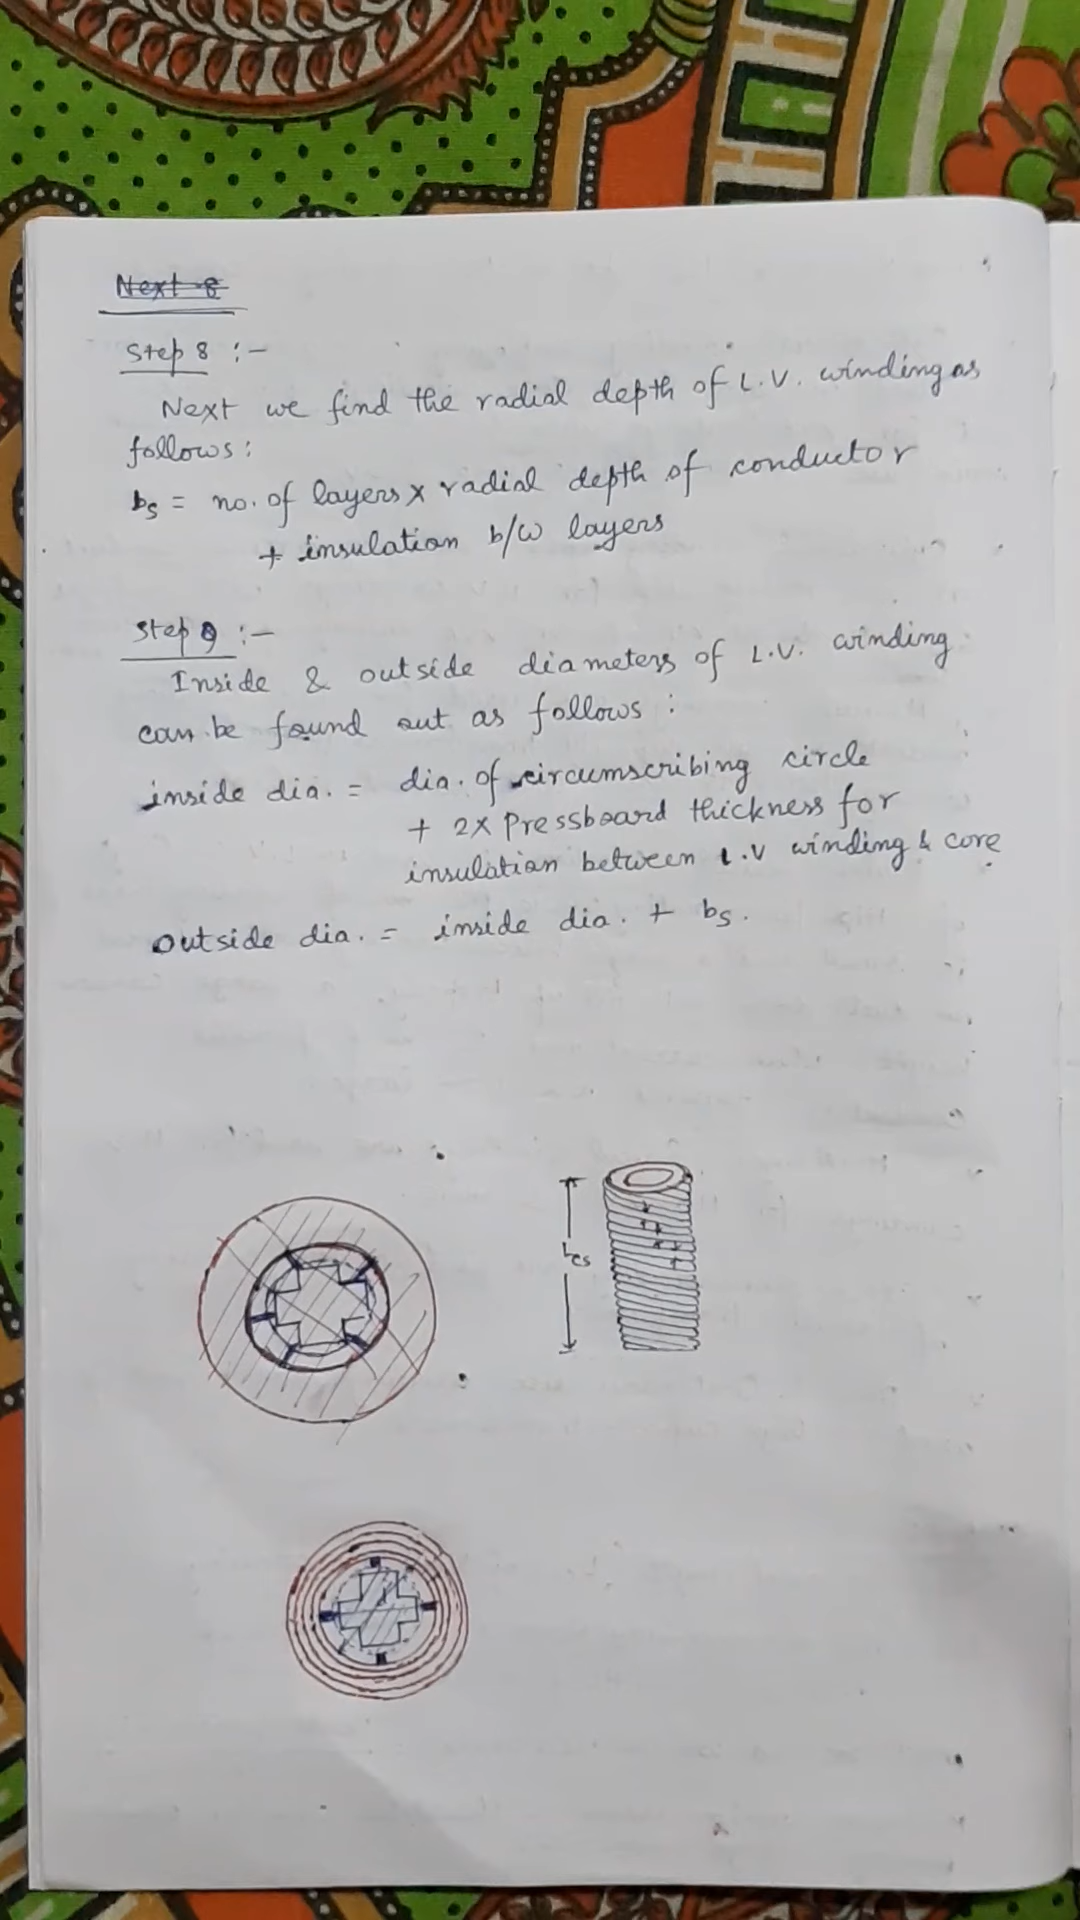 Next 8
Step 8 :-
Next we find the radial depth of L.V. winding as
follows:
bs = no. of layers x radial depth of conductor
+ insulation b/w layers
Step 9 :-
Inside & outside diameters of L.V. winding
can be found out as follows:
inside dia. = dia. of circumscribing circle
+ 2x Pressboard thickness for
insulation between L.V winding & core
outside dia. = inside dia. + bs.
Lcs